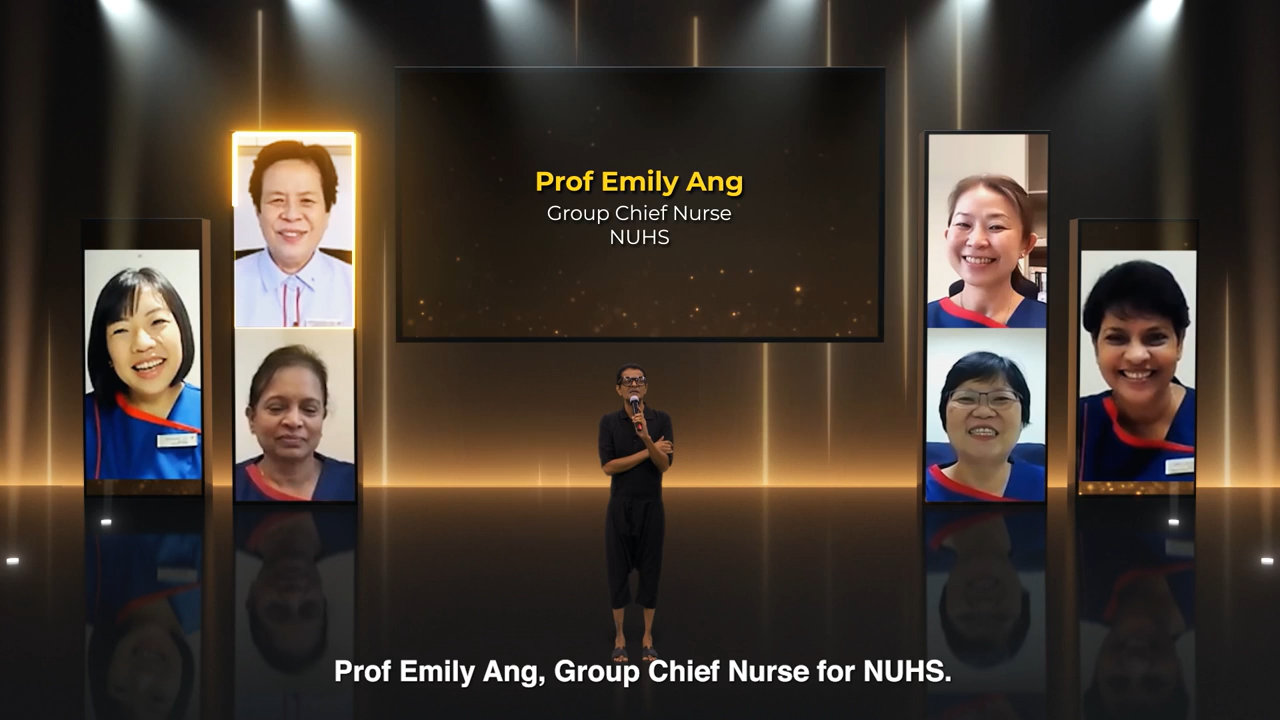 Prof Emily Ang
Group Chief Nurse
NUHS
Prof Emily Ang, Group Chief Nurse for NUHS.